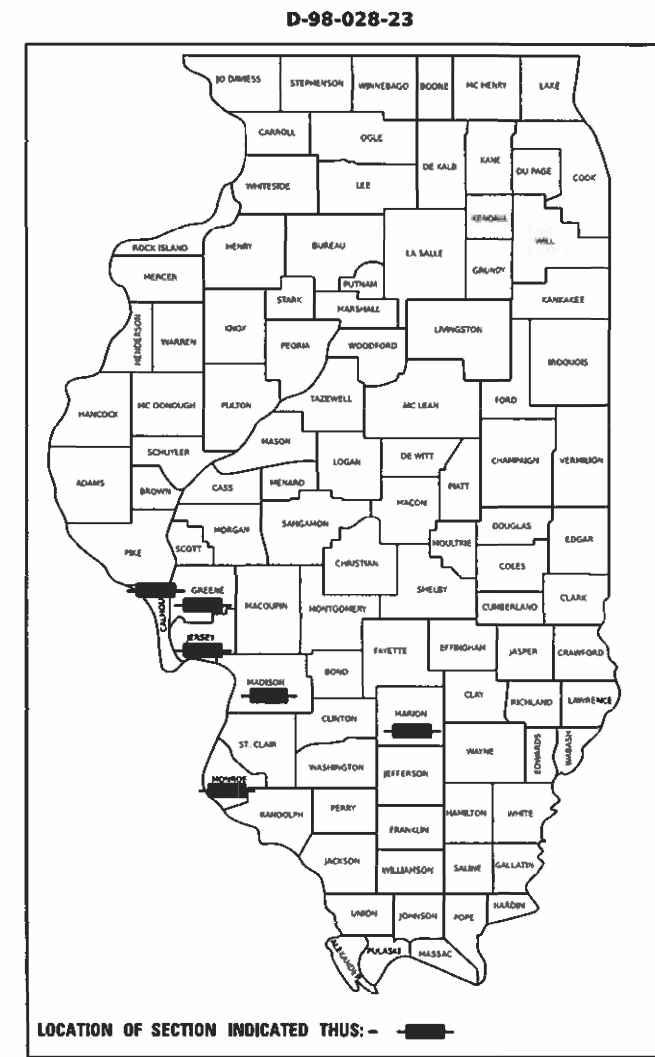 D-98-028-23
JO DAVIESS STEPHENSON WINNEBAGO BOONE MC HENRY LAKE
CARROLL OGLE DE KALB KANE DU PAGE COOK
WHITESIDE LEE KENDALL WILL
ROCK ISLAND HENRY BUREAU LA SALLE GRUNDY
MERCER STARK PUTNAM MARSHALL KANKAKEE
HENDERSON WARREN KNOX PEORIA WOODFORD LIVINGSTON IROQUOIS
HANCOCK MC DONOUGH FULTON TAZEWELL MC LEAN FORD
SCHUYLER MASON LOGAN DE WITT CHAMPAIGN VERMILION
ADAMS BROWN CASS MENARD PIATT
MACON
PIKE SCOTT MORGAN SANGAMON CHRISTIAN MOULTRIE DOUGLAS EDGAR
COLES
CALHOUN GREENE MACOUPIN MONTGOMERY SHELBY CUMBERLAND CLARK
JERSEY FAYETTE EFFINGHAM JASPER CRAWFORD
MADISON BOND CLAY RICHLAND LAWRENCE
CLINTON MARION
ST. CLAIR WAYNE EDWARDS WABASH
MONROE WASHINGTON JEFFERSON
RANDOLPH PERRY HAMILTON WHITE
FRANKLIN
JACKSON WILLIAMSON SALINE GALLATIN
UNION JOHNSON POPE HARDIN
ALEXANDER PULASKI MASSAC
LOCATION OF SECTION INDICATED THUS: -